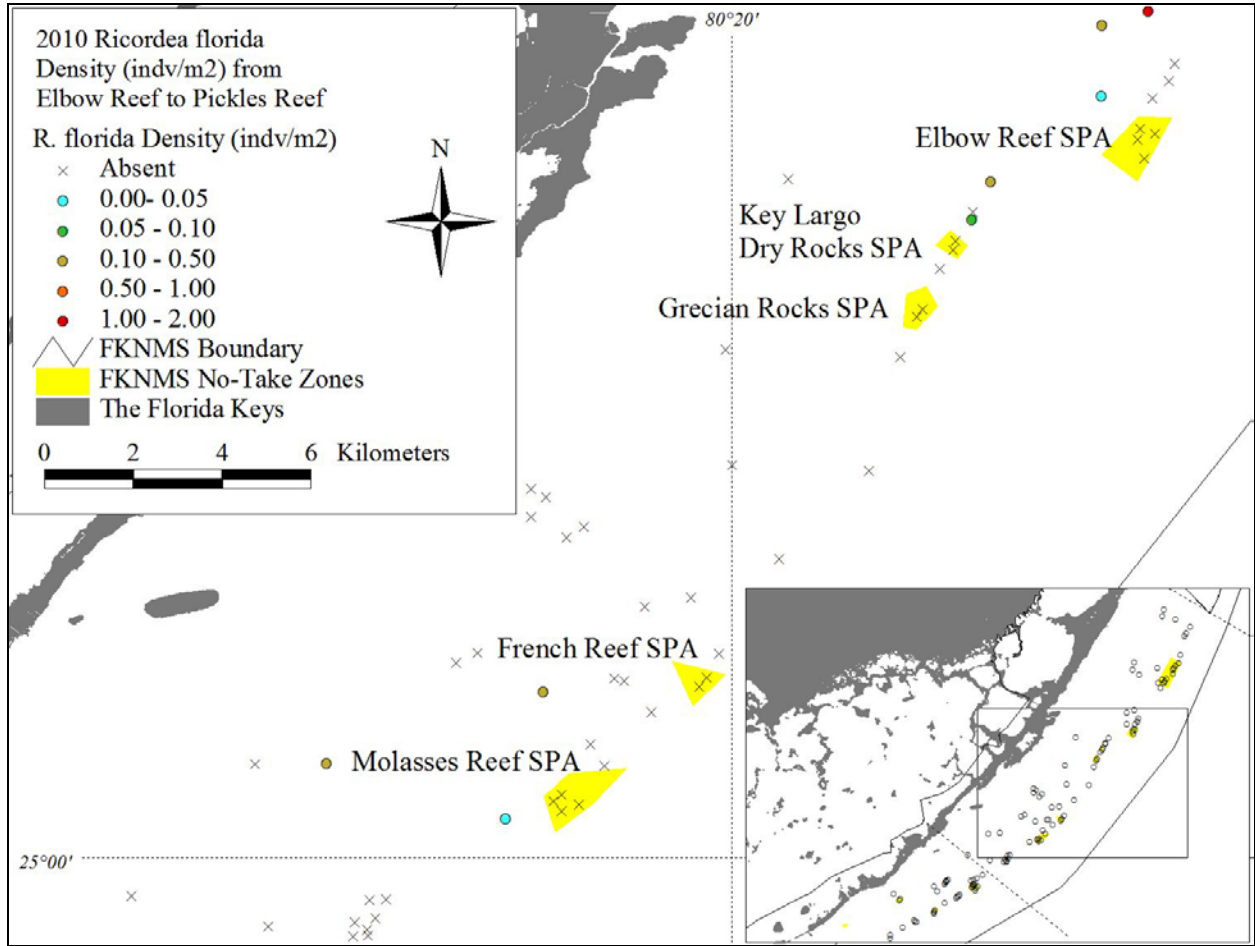 2010 Ricordea florida
Density (indv/m2) from
Elbow Reef to Pickles Reef
R. florida Density (indv/m2)
Absent
0.00- 0.05
0.05 - 0.10
0.10 - 0.50
0.50 - 1.00
1.00 - 2.00
FKNMS Boundary
FKNMS No-Take Zones
The Florida Keys
0 2 4 6 Kilometers
N
80°20'
Elbow Reef SPA
Key Largo
Dry Rocks SPA
Grecian Rocks SPA
French Reef SPA
Molasses Reef SPA
25°00'